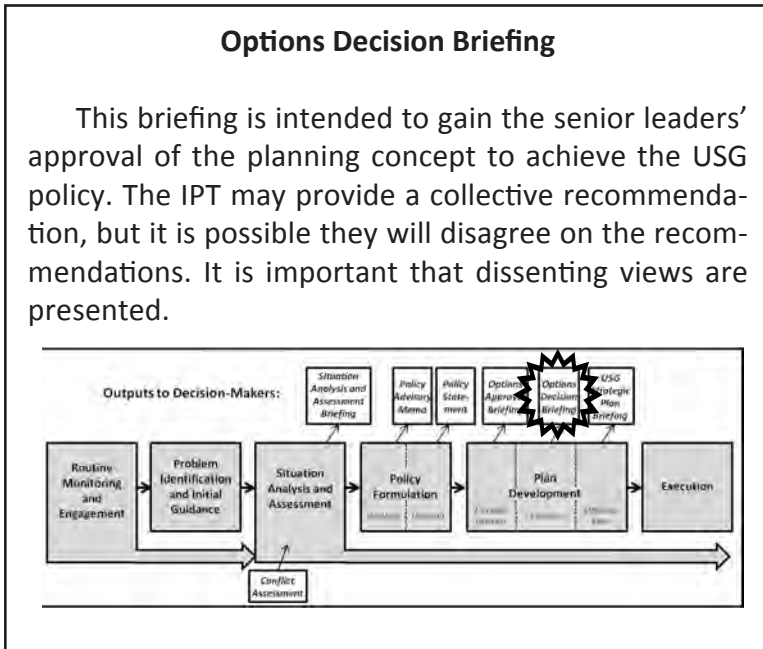 Options Decision Briefing
This briefing is intended to gain the senior leaders’
approval of the planning concept to achieve the USG
policy. The IPT may provide a collective recommenda-
tion, but it is possible they will disagree on the recom-
mendations. It is important that dissenting views are
presented.
Outputs to Decision-Makers:
Situation
Analysis and
Assessment
Briefing
Policy
Advisory
Memo
Policy
State-
ment
Options
Briefing
Options
Decision
Briefing
USG
Strategic
Plan
Briefing
Routine
Monitoring
and
Engagement
Problem
Identification
and Initial
Guidance
Situation
Analysis and
Assessment
Policy
Formulation
Plan
Development
Execution
Conflict
Assessment